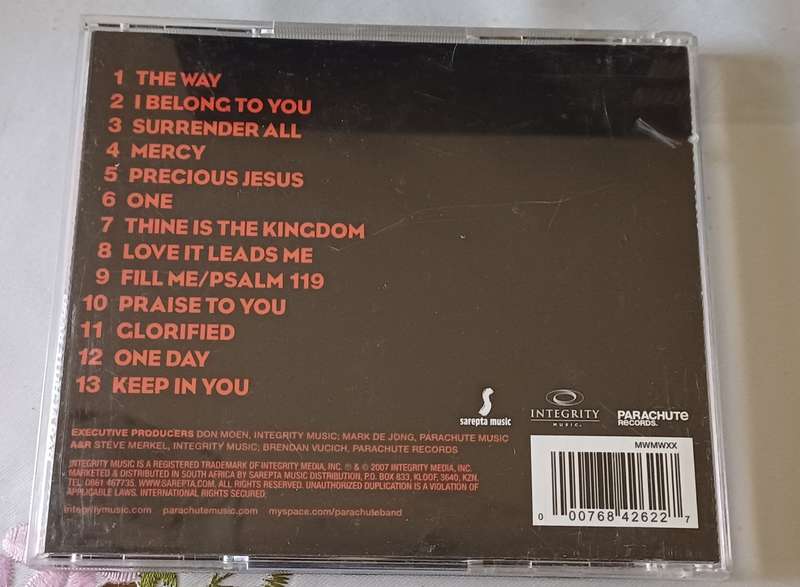 1 THE WAY
2 I BELONG TO YOU
3 SURRENDER ALL
4 MERCY
5 PRECIOUS JESUS
6 ONE
7 THINE IS THE KINGDOM
8 LOVE IT LEADS ME
9 FILL ME/PSALM 119
10 PRAISE TO YOU
11 GLORIFIED
12 ONE DAY
13 KEEP IN YOU
sarepta music
INTEGRITY
MUSIC.
PARACHUTE
RECORDS.
EXECUTIVE PRODUCERS DON MOEN, INTEGRITY MUSIC; MARK DE JONG, PARACHUTE MUSIC
A&R STEVE MERKEL, INTEGRITY MUSIC; BRENDAN VUCICH, PARACHUTE RECORDS
INTEGRITY MUSIC IS A REGISTERED TRADEMARK OF INTEGRITY MEDIA, INC. ℗ & © 2007 INTEGRITY MEDIA, INC.
MARKETED & DISTRIBUTED IN SOUTH AFRICA BY SAREPTA MUSIC DISTRIBUTION, P.O. BOX 833, KLOOF, 3640, KZN.
TEL: 0861 467735. WWW.SAREPTA.COM. ALL RIGHTS RESERVED. UNAUTHORIZED DUPLICATION IS A VIOLATION OF
APPLICABLE LAWS. INTERNATIONAL RIGHTS SECURED.
integritymusic.com parachutemusic.com myspace.com/parachuteband
MWMWXX
0 00768 42622 7